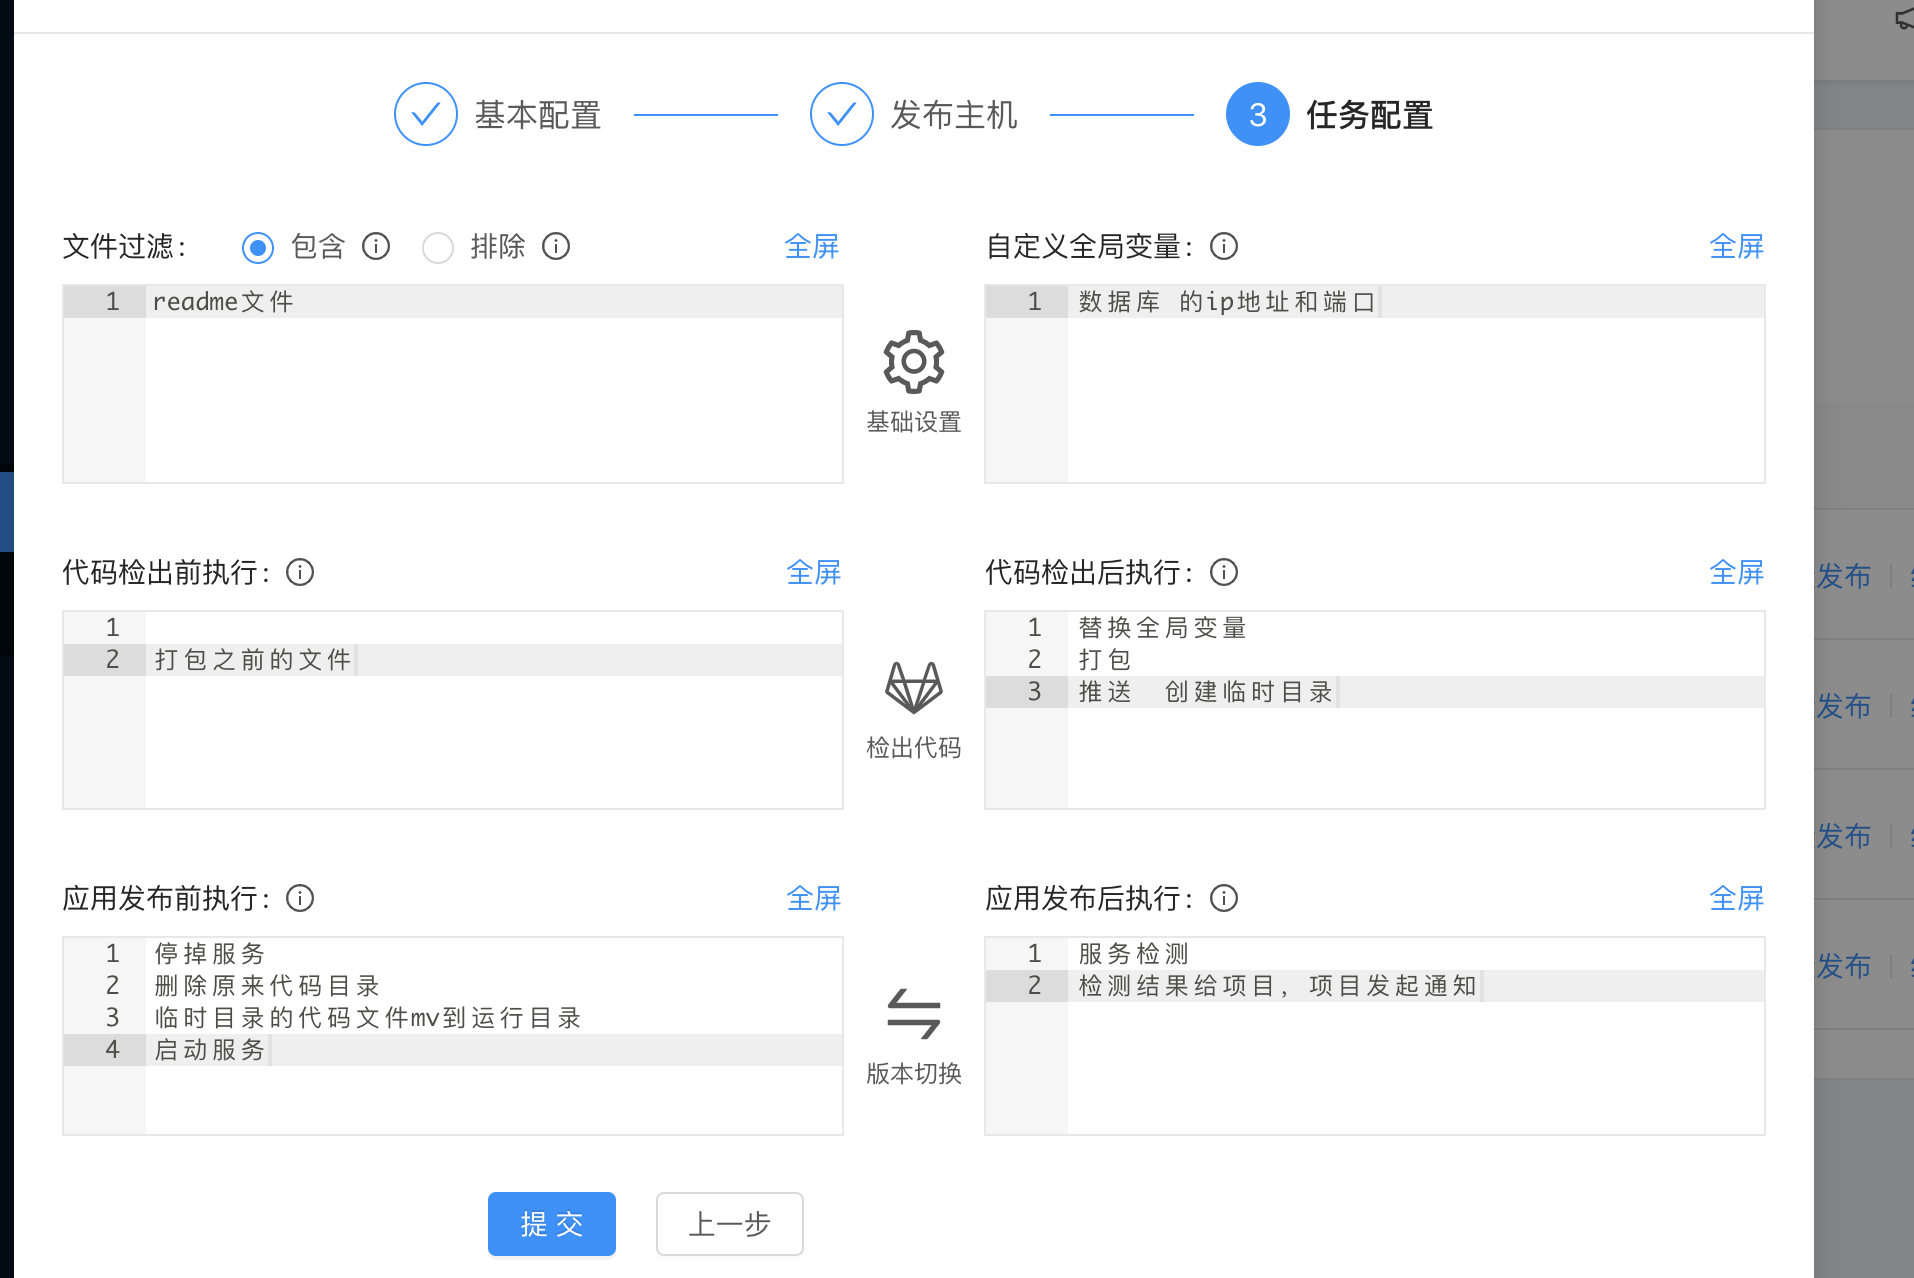 基本配置
发布主机
3 任务配置
文件过滤: 包含 排除 全屏
1 readme文件
基础设置
自定义全局变量: 全屏
1 数据库 的ip地址和端口
代码检出前执行: 全屏
1
2 打包之前的文件
检出代码
代码检出后执行: 全屏
1 替换全局变量
2 打包
3 推送 创建临时目录
应用发布前执行: 全屏
1 停掉服务
2 删除原来代码目录
3 临时目录的代码文件mv到运行目录
4 启动服务
版本切换
应用发布后执行: 全屏
1 服务检测
2 检测结果给项目, 项目发起通知
提交 上一步
发布
发布
发布
发布